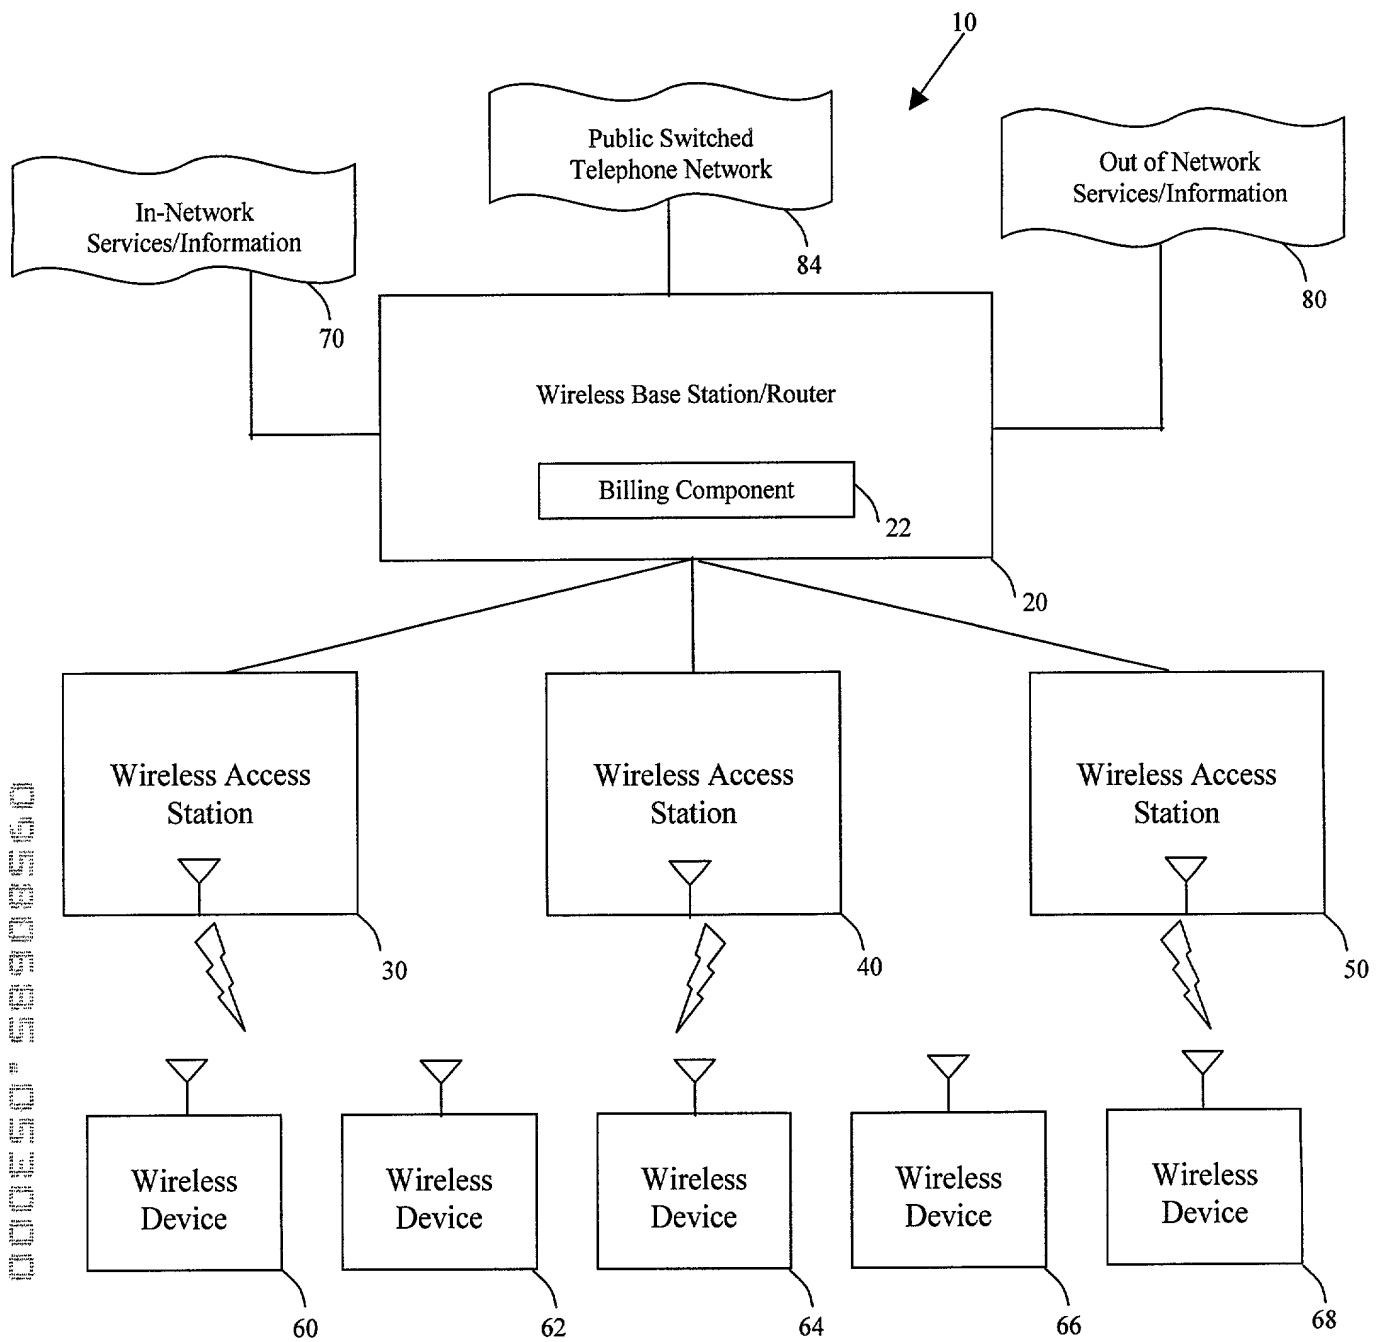 10
Public Switched
Telephone Network
84
Out of Network
Services/Information
80
In-Network
Services/Information
70
Wireless Base Station/Router
Billing Component
22
20
Wireless Access
Station
30
Wireless Access
Station
40
Wireless Access
Station
50
Wireless
Device
60
Wireless
Device
62
Wireless
Device
64
Wireless
Device
66
Wireless
Device
68